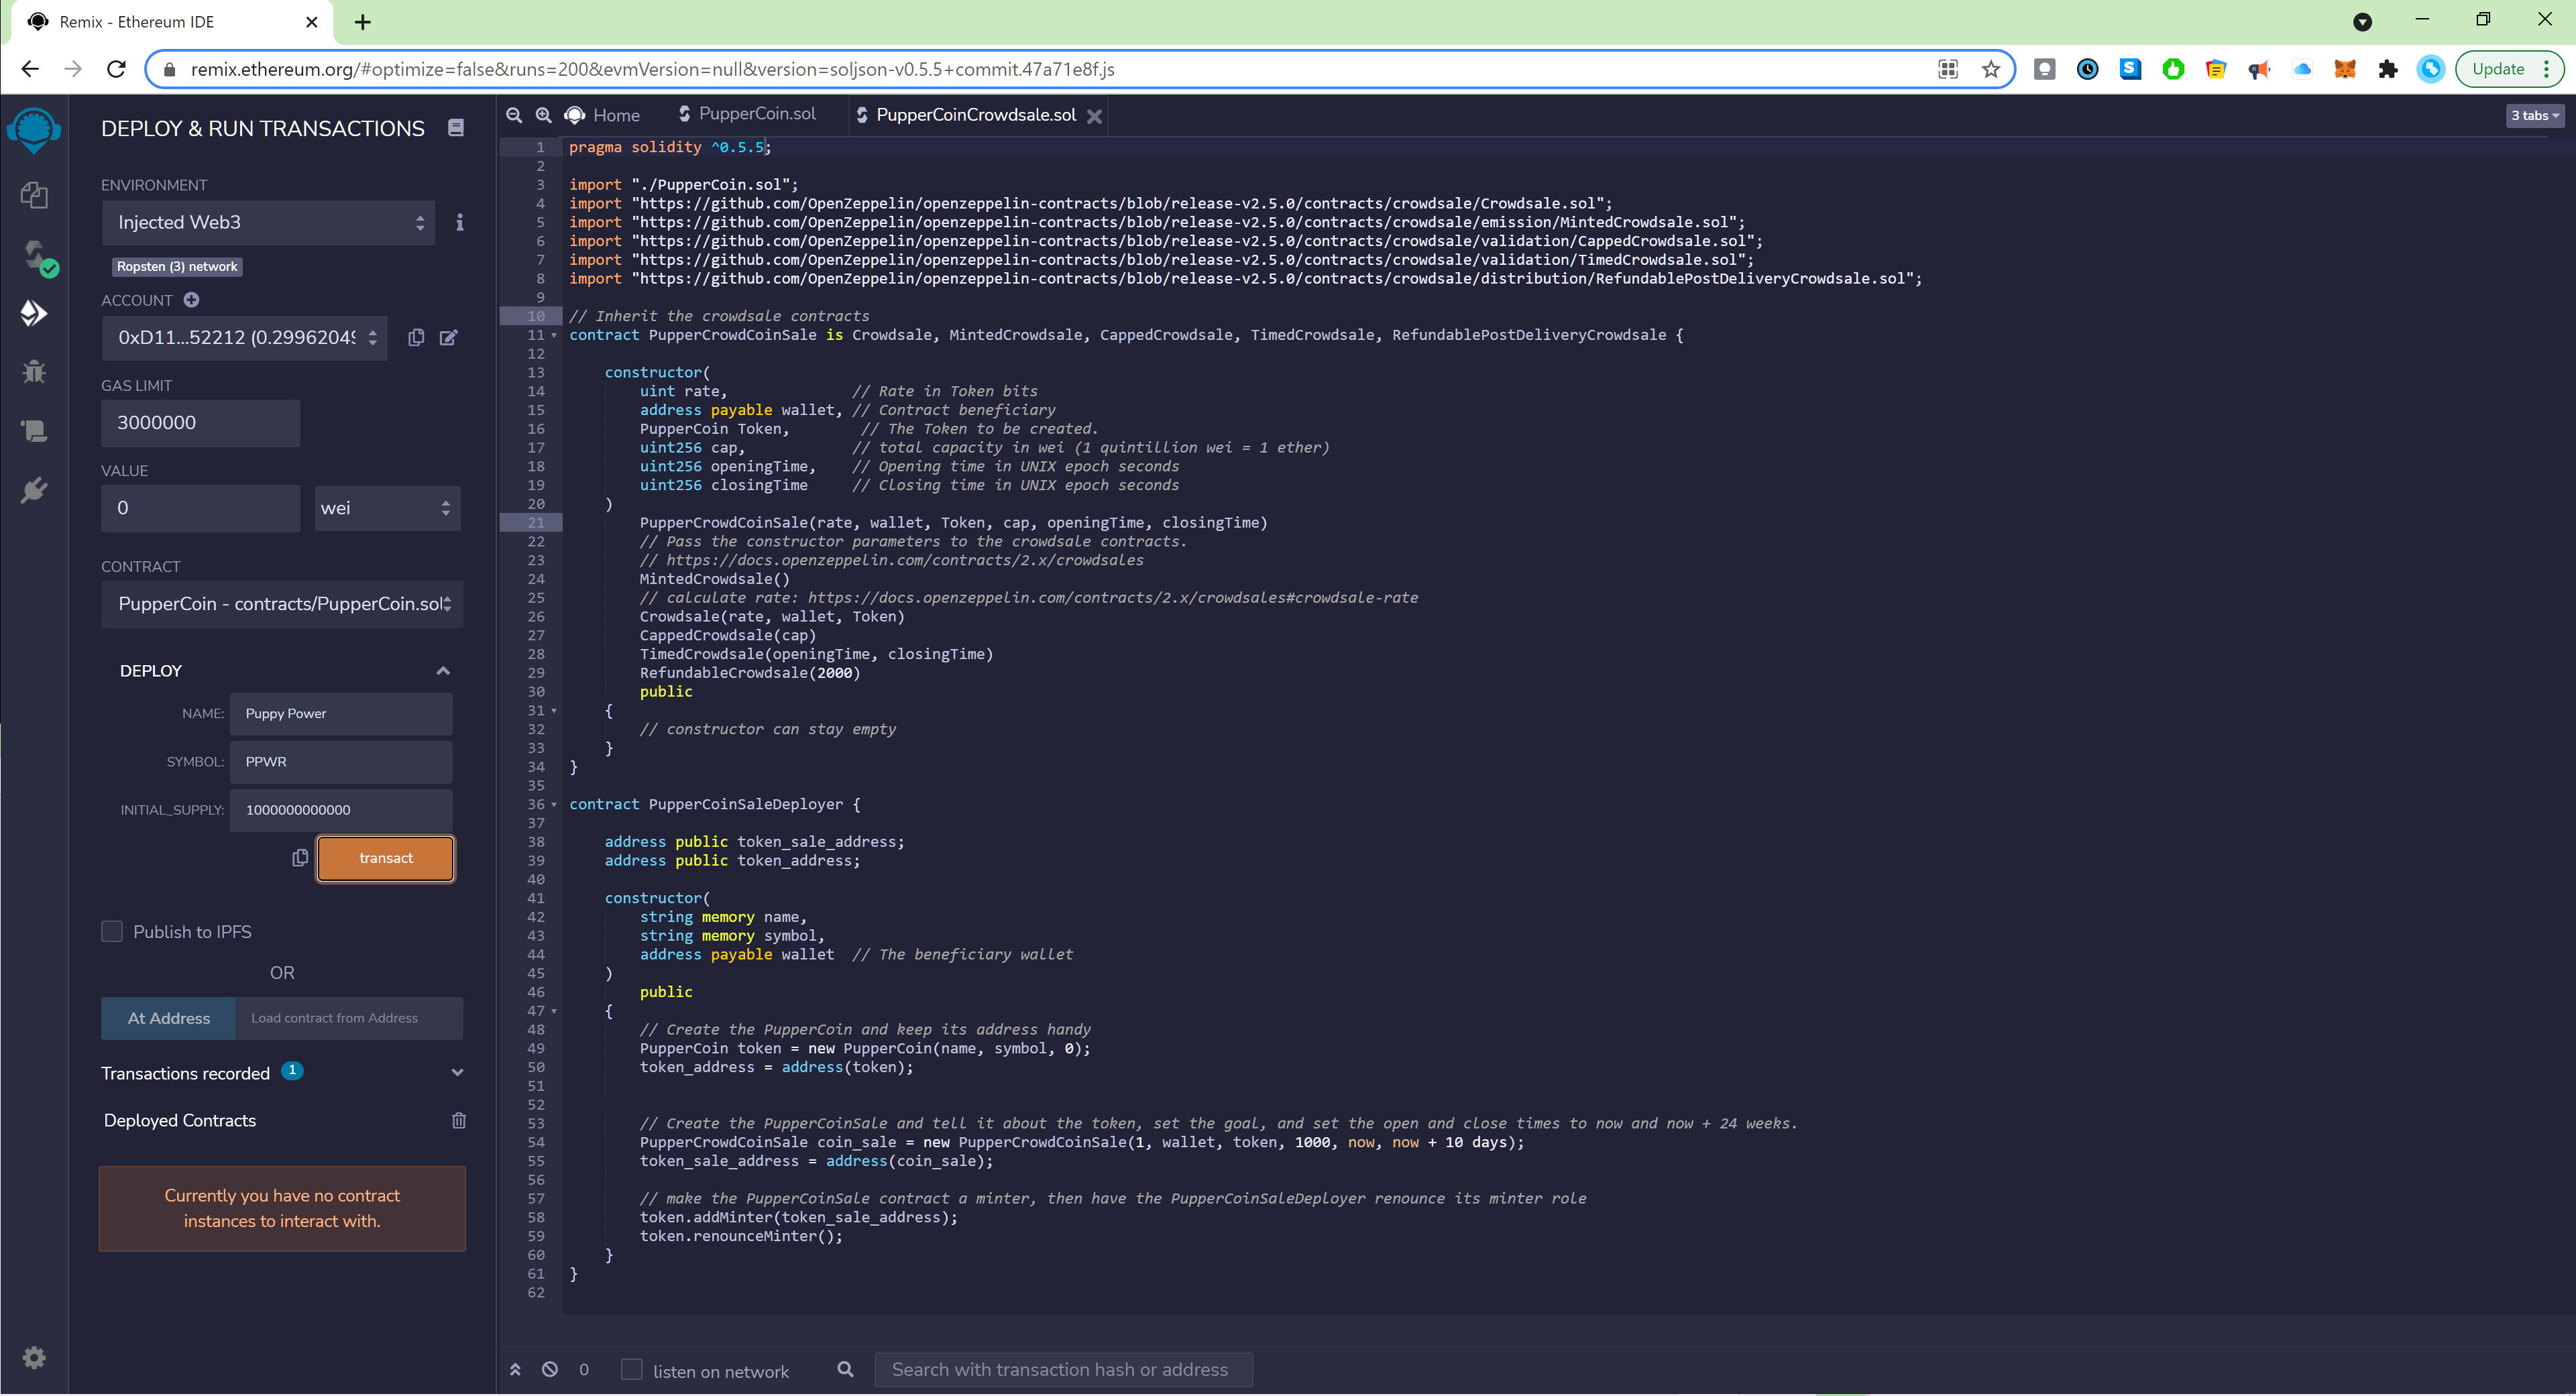 Remix - Ethereum IDE
remix.ethereum.org/#optimize=false&runs=200&evmVersion=null&version=soljson-v0.5.5+commit.47a71e8f.js
Update
DEPLOY & RUN TRANSACTIONS
ENVIRONMENT
Injected Web3
Ropsten (3) network
ACCOUNT
0xD11...52212 (0.29962049
GAS LIMIT
3000000
VALUE
0
wei
CONTRACT
PupperCoin - contracts/PupperCoin.sol
DEPLOY
NAME:
Puppy Power
SYMBOL:
PPWR
INITIAL_SUPPLY:
1000000000000
transact
Publish to IPFS
OR
At Address
Load contract from Address
Transactions recorded 1
Deployed Contracts
Currently you have no contract
instances to interact with.
Home
PupperCoin.sol
PupperCoinCrowdsale.sol
3 tabs
1 pragma solidity ^0.5.5;
2
3 import "./PupperCoin.sol";
4 import "https://github.com/OpenZeppelin/openzeppelin-contracts/blob/release-v2.5.0/contracts/crowdsale/Crowdsale.sol";
5 import "https://github.com/OpenZeppelin/openzeppelin-contracts/blob/release-v2.5.0/contracts/crowdsale/emission/MintedCrowdsale.sol";
6 import "https://github.com/OpenZeppelin/openzeppelin-contracts/blob/release-v2.5.0/contracts/crowdsale/validation/CappedCrowdsale.sol";
7 import "https://github.com/OpenZeppelin/openzeppelin-contracts/blob/release-v2.5.0/contracts/crowdsale/validation/TimedCrowdsale.sol";
8 import "https://github.com/OpenZeppelin/openzeppelin-contracts/blob/release-v2.5.0/contracts/crowdsale/distribution/RefundablePostDeliveryCrowdsale.sol";
9
10 // Inherit the crowdsale contracts
11 contract PupperCrowdCoinSale is Crowdsale, MintedCrowdsale, CappedCrowdsale, TimedCrowdsale, RefundablePostDeliveryCrowdsale {
12
13 constructor(
14 uint rate, // Rate in Token bits
15 address payable wallet, // Contract beneficiary
16 PupperCoin Token, // The Token to be created.
17 uint256 cap, // total capacity in wei (1 quintillion wei = 1 ether)
18 uint256 openingTime, // Opening time in UNIX epoch seconds
19 uint256 closingTime // Closing time in UNIX epoch seconds
20 )
21 PupperCrowdCoinSale(rate, wallet, Token, cap, openingTime, closingTime)
22 // Pass the constructor parameters to the crowdsale contracts.
23 // https://docs.openzeppelin.com/contracts/2.x/crowdsales
24 MintedCrowdsale()
25 // calculate rate: https://docs.openzeppelin.com/contracts/2.x/crowdsales#crowdsale-rate
26 Crowdsale(rate, wallet, Token)
27 CappedCrowdsale(cap)
28 TimedCrowdsale(openingTime, closingTime)
29 RefundableCrowdsale(2000)
30 public
31 {
32 // constructor can stay empty
33 }
34 }
35
36 contract PupperCoinSaleDeployer {
37
38 address public token_sale_address;
39 address public token_address;
40
41 constructor(
42 string memory name,
43 string memory symbol,
44 address payable wallet // The beneficiary wallet
45 )
46 public
47 {
48 // Create the PupperCoin and keep its address handy
49 PupperCoin token = new PupperCoin(name, symbol, 0);
50 token_address = address(token);
51
52
53 // Create the PupperCoinSale and tell it about the token, set the goal, and set the open and close times to now and now + 24 weeks.
54 PupperCrowdCoinSale coin_sale = new PupperCrowdCoinSale(1, wallet, token, 1000, now, now + 10 days);
55 token_sale_address = address(coin_sale);
56
57 // make the PupperCoinSale contract a minter, then have the PupperCoinSaleDeployer renounce its minter role
58 token.addMinter(token_sale_address);
59 token.renounceMinter();
60 }
61 }
62
0
listen on network
Search with transaction hash or address